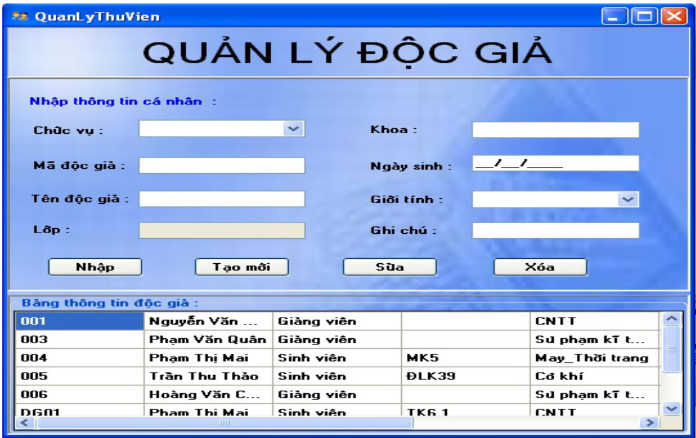 QuanLyThuVien
QUẢN LÝ ĐỘC GIẢ
Nhập thông tin cá nhân :
Chức vụ : Khoa :
Mã độc giả : Ngày sinh : __/__/____
Tên độc giả : Giới tính :
Lớp : Ghi chú :
Nhập Tạo mới Sửa Xóa
Bảng thông tin độc giả :
001 Nguyễn Văn ... Giảng viên CNTT
003 Phạm Văn Quân Giảng viên Sư phạm kĩ t...
004 Phạm Thị Mai Sinh viên MK5 May_Thời trang
005 Trần Thu Thảo Sinh viên ĐLK39 Cơ khí
006 Hoàng Văn C... Giảng viên Sư phạm kĩ t...
DG01 Phạm Thị Mai Sinh viên TK6.1 CNTT